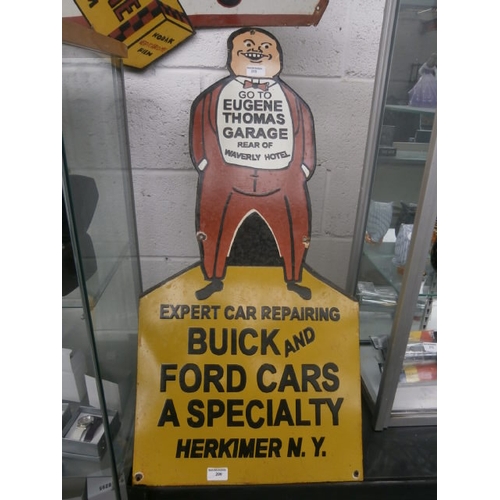 GO TO
EUGENE
THOMAS
GARAGE
REAR OF
WAVERLY HOTEL
EXPERT CAR REPAIRING
BUICK AND
FORD CARS
A SPECIALTY
HERKIMER N. Y.